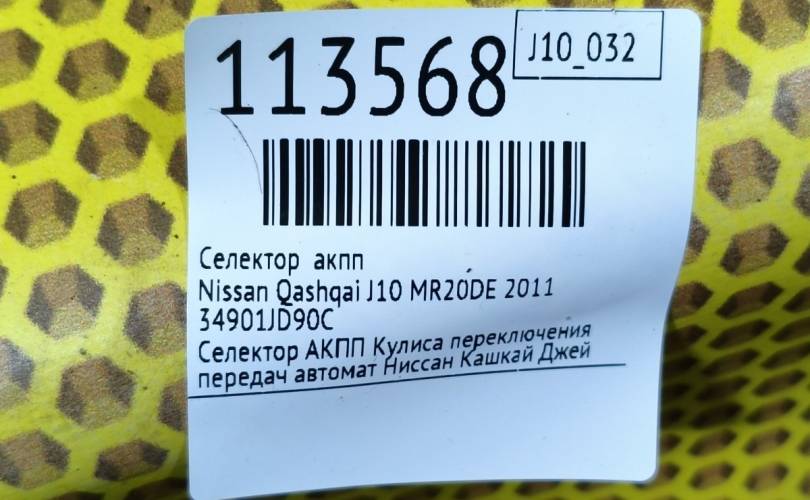 113568
J10_032
Селектор акпп
Nissan Qashqai J10 MR20DE 2011
34901JD90C
Селектор АКПП Кулиса переключения
передач автомат Ниссан Кашкай Джей